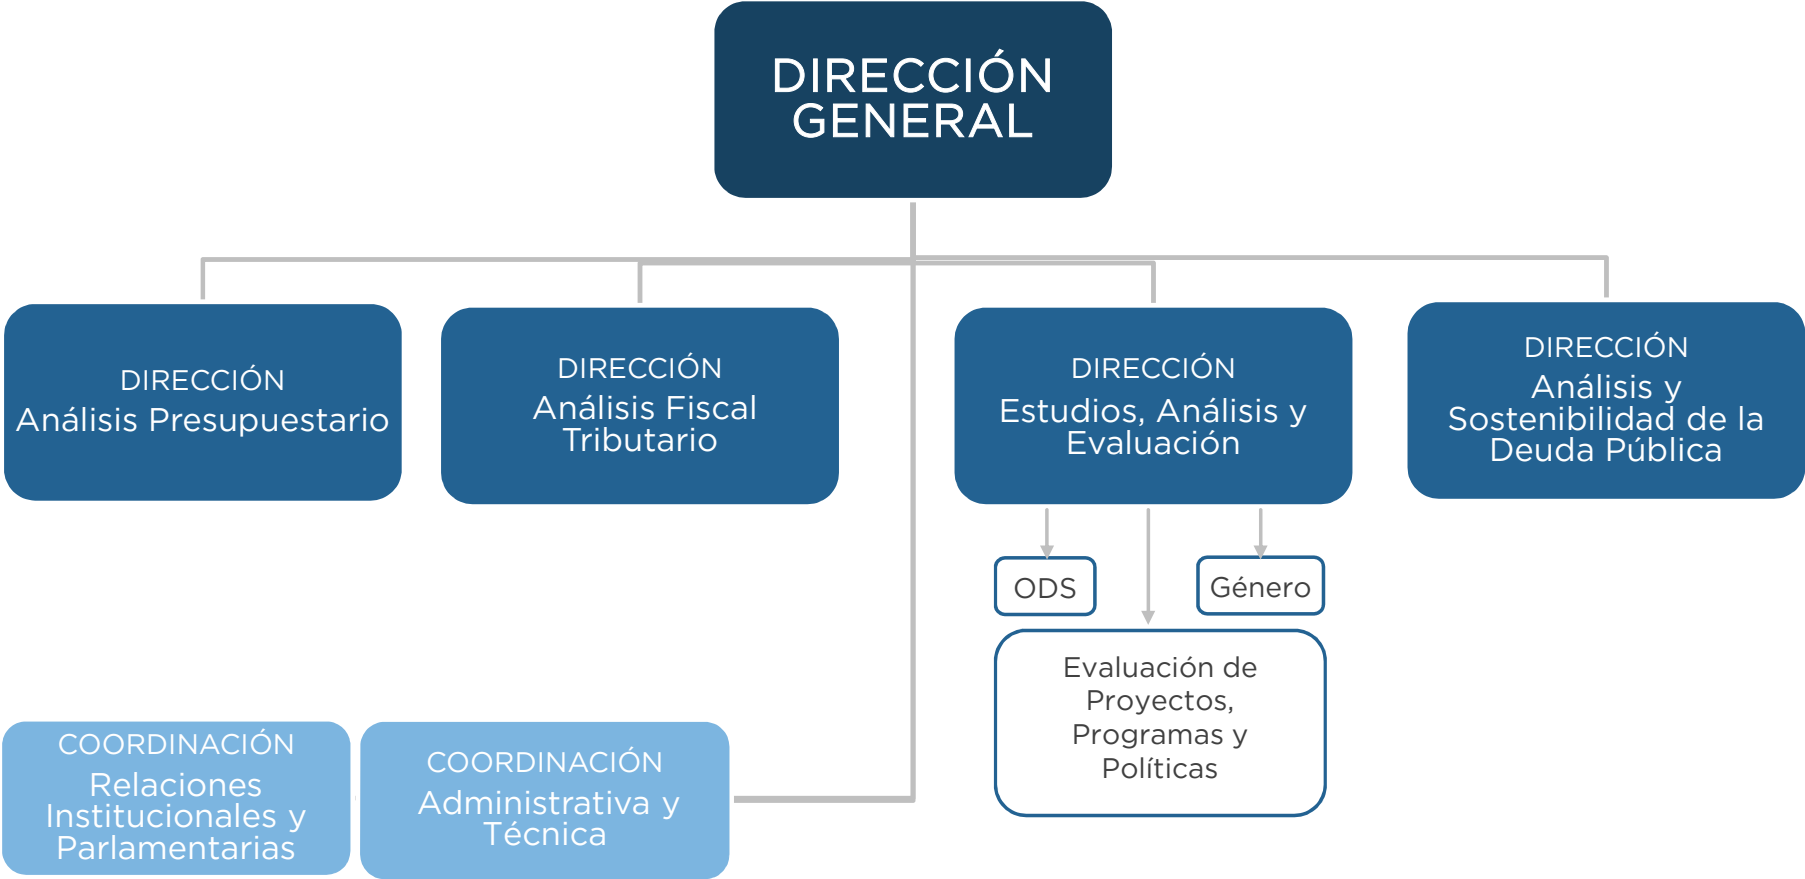 DIRECCIÓN
GENERAL
DIRECCIÓN
Análisis Presupuestario
DIRECCIÓN
Análisis Fiscal
Tributario
DIRECCIÓN
Estudios, Análisis y
Evaluación
DIRECCIÓN
Análisis y
Sostenibilidad de la
Deuda Pública
ODS
Género
Evaluación de
Proyectos,
Programas y
Políticas
COORDINACIÓN
Relaciones
Institucionales y
Parlamentarias
COORDINACIÓN
Administrativa y
Técnica